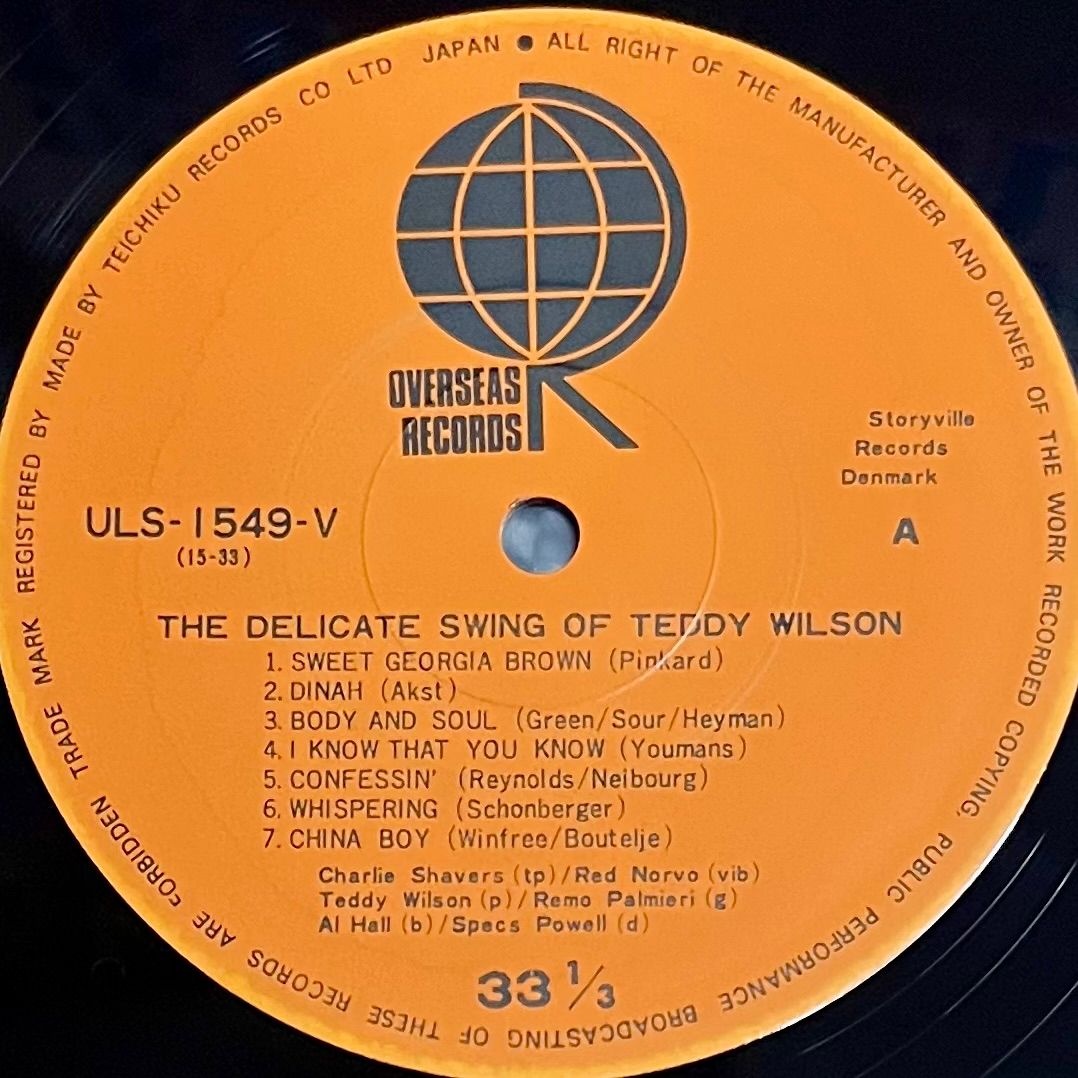 TRADE MARK REGISTERED BY MADE BY TEICHIKU RECORDS CO LTD JAPAN ● ALL RIGHT OF THE MANUFACTURER AND OWNER OF THE WORK RECORDED COPYING, PUBLIC PERFORMANCE BROADCASTING OF THESE RECORDS ARE FORBIDDEN
OVERSEAS
RECORDS
Storyville
Records
Denmark
ULS-1549-V
(15-33)
A
THE DELICATE SWING OF TEDDY WILSON
1. SWEET GEORGIA BROWN (Pinkard)
2. DINAH (Akst)
3. BODY AND SOUL (Green/Sour/Heyman)
4. I KNOW THAT YOU KNOW (Youmans)
5. CONFESSIN' (Reynolds/Neibourg)
6. WHISPERING (Schonberger)
7. CHINA BOY (Winfree/Boutelje)
Charlie Shavers (tp)/Red Norvo (vib)
Teddy Wilson (p)/Remo Palmieri (g)
Al Hall (b)/Specs Powell (d)
33 1/3